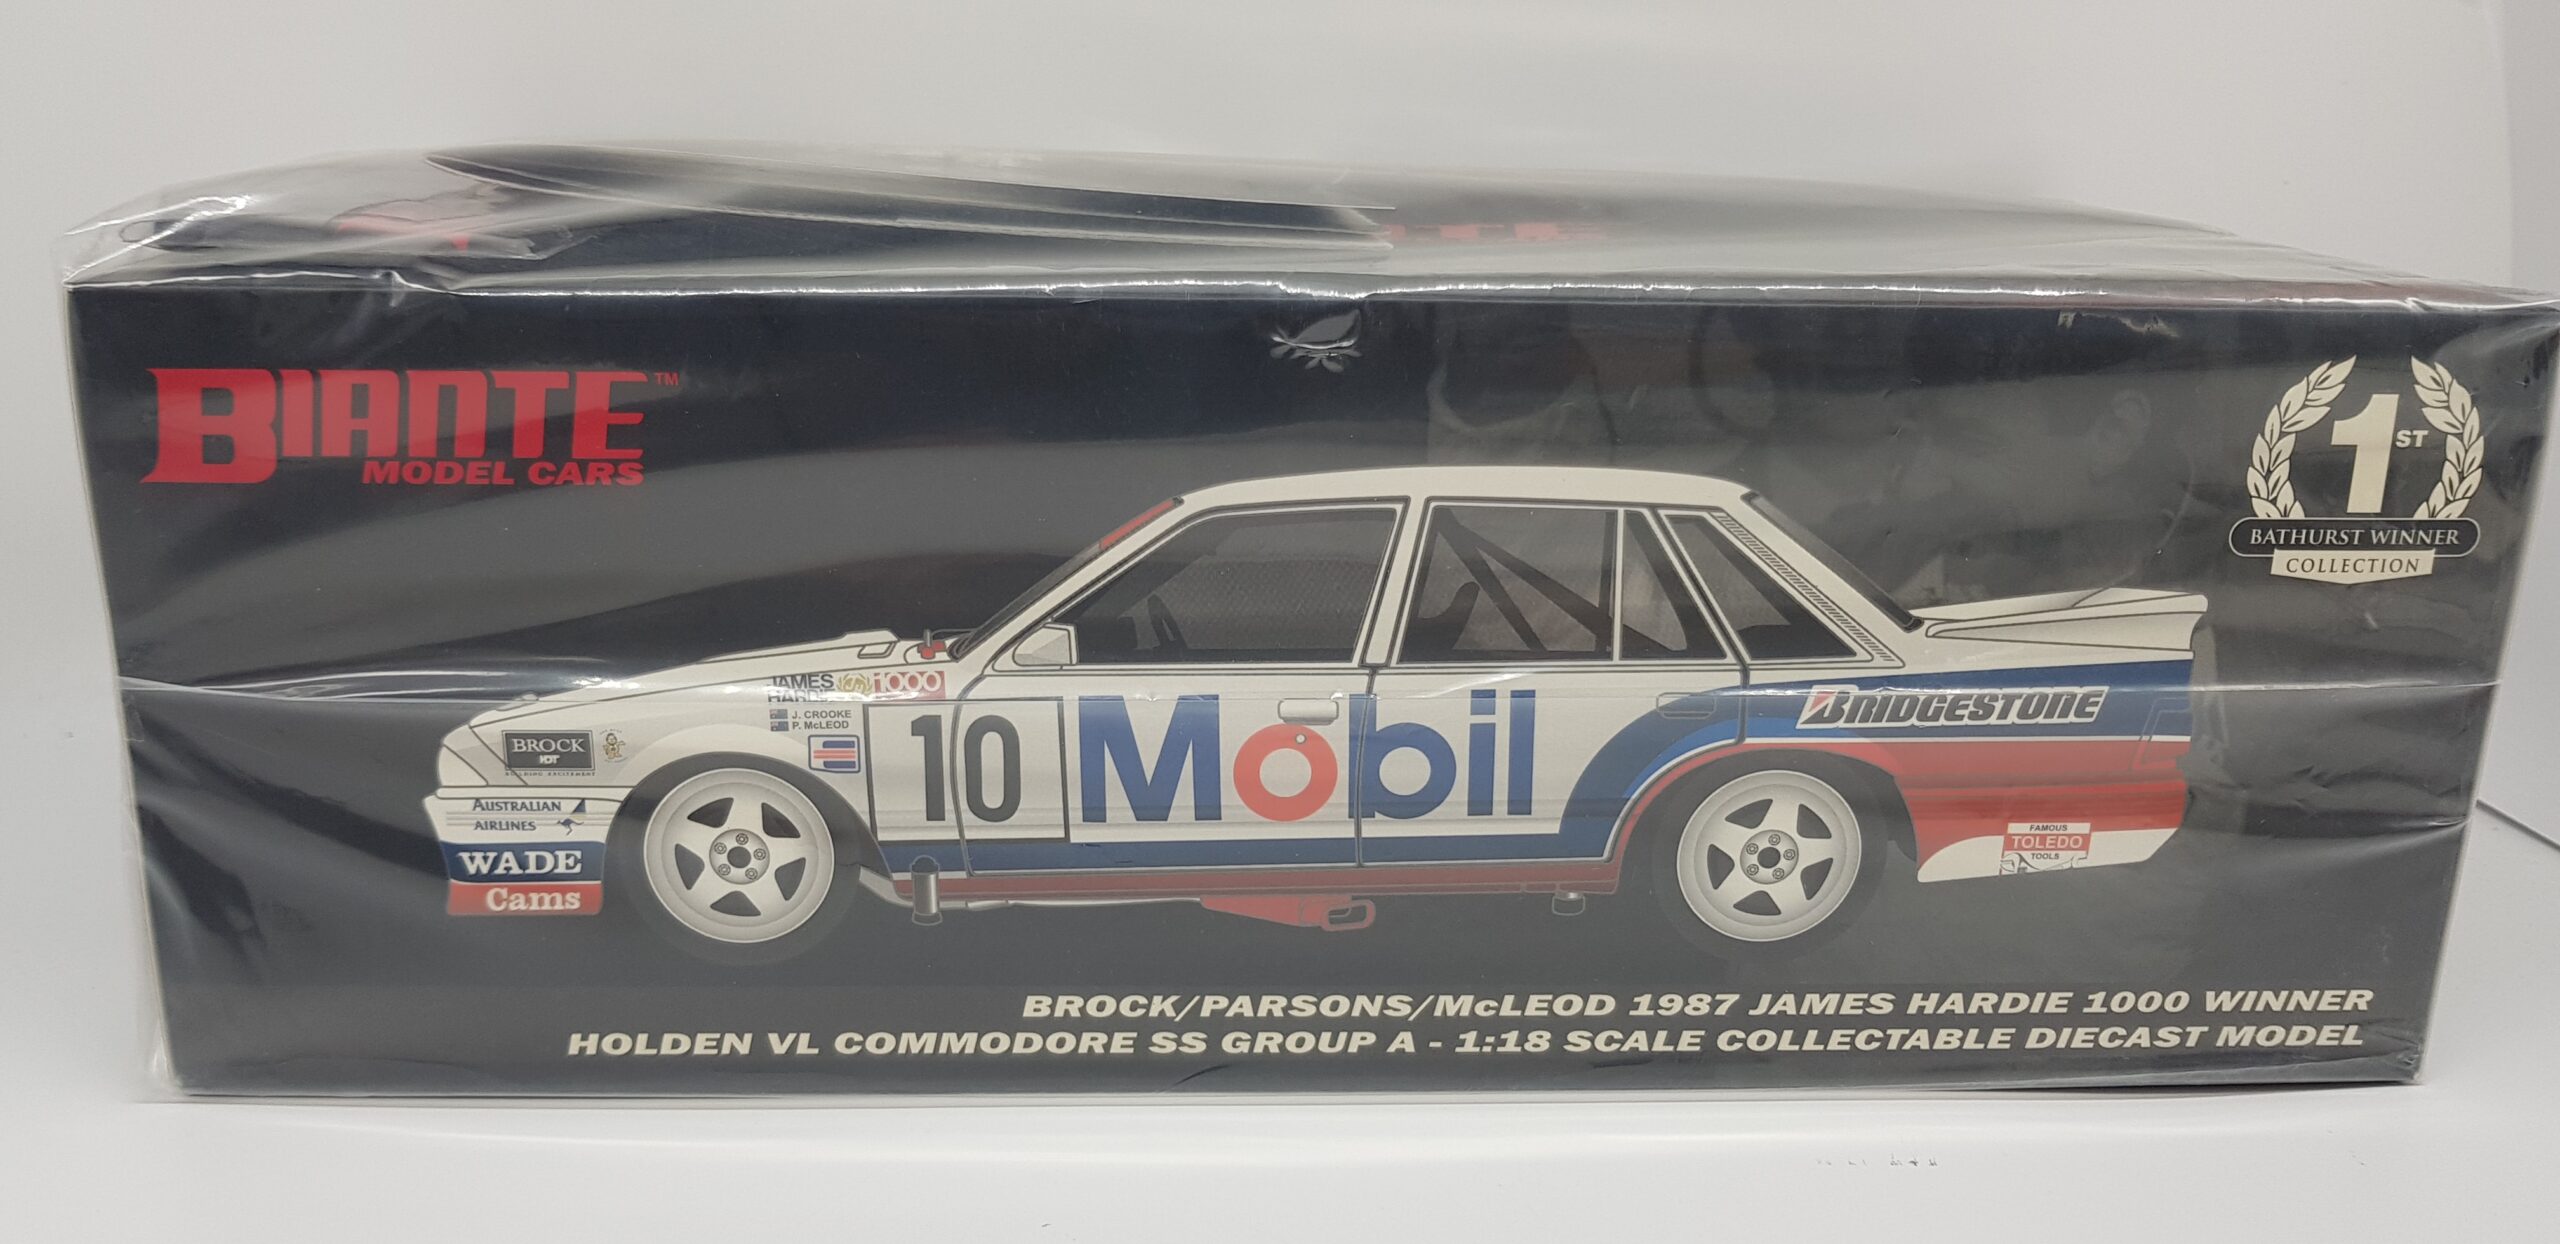 BIANTE™
MODEL CARS
1ST
BATHURST WINNER
COLLECTION
JAMES HARDIE 1000
J. CROOKE
P. McLEOD
10
Mobil
BRIDGESTONE
BROCK
HDT
BUILDING EXCITEMENT
AUSTRALIAN
AIRLINES
WADE
Cams
FAMOUS
TOLEDO
TOOLS
BROCK/PARSONS/McLEOD 1987 JAMES HARDIE 1000 WINNER
HOLDEN VL COMMODORE SS GROUP A - 1:18 SCALE COLLECTABLE DIECAST MODEL